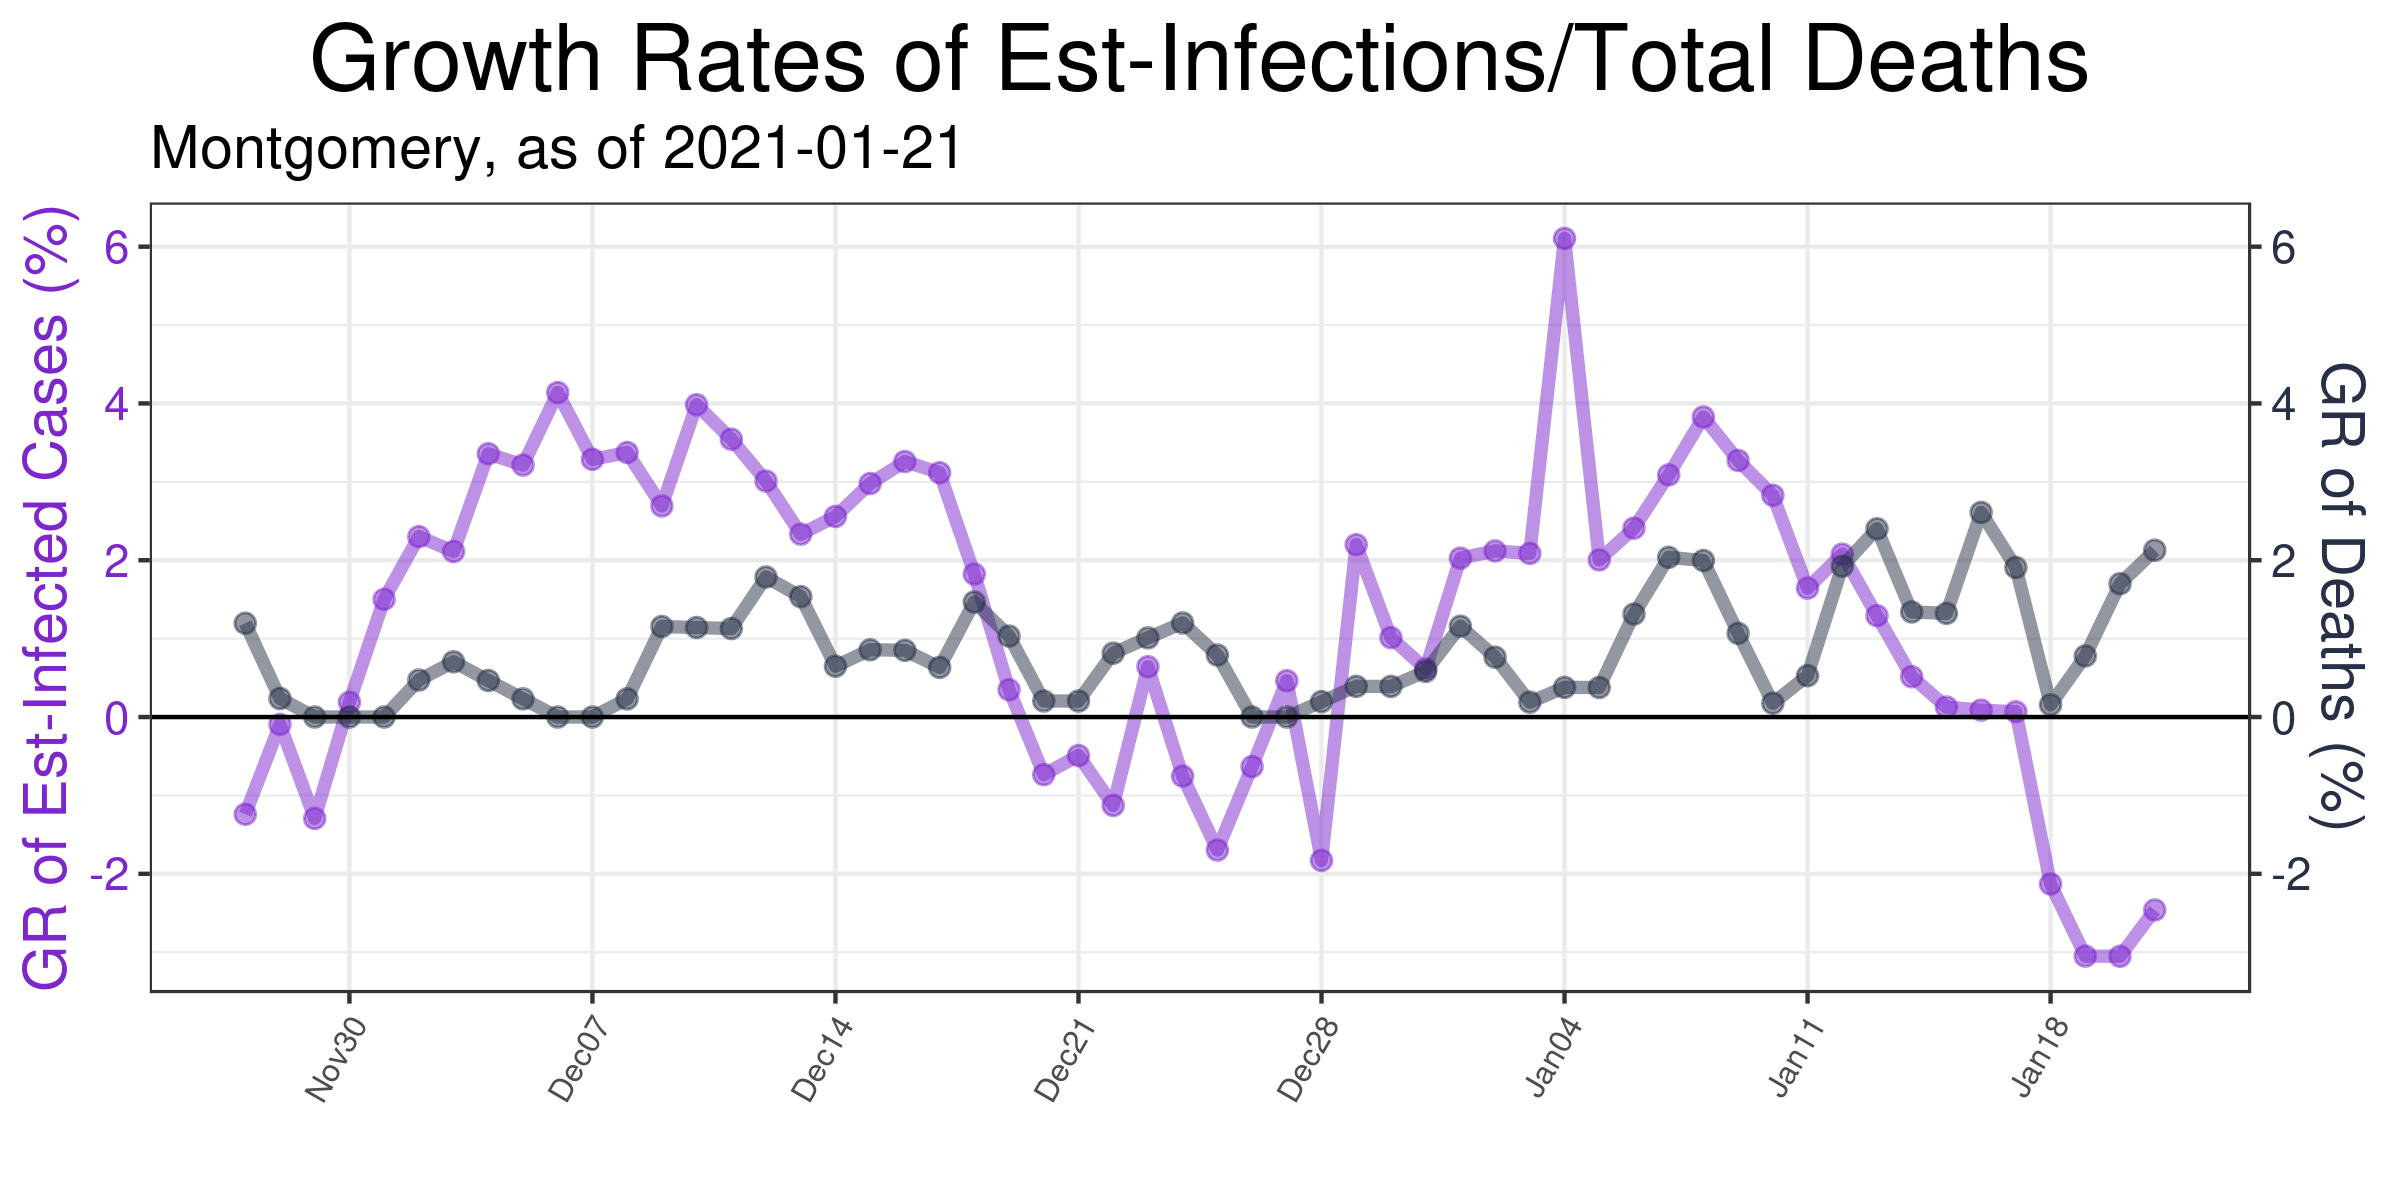 Growth Rates of Est-Infections/Total Deaths
Montgomery, as of 2021-01-21
GR of Est-Infected Cases (%)
6
4
2
0
-2
6
4
2
0
-2
GR of Deaths (%)
Nov30
Dec07
Dec14
Dec21
Dec28
Jan04
Jan11
Jan18